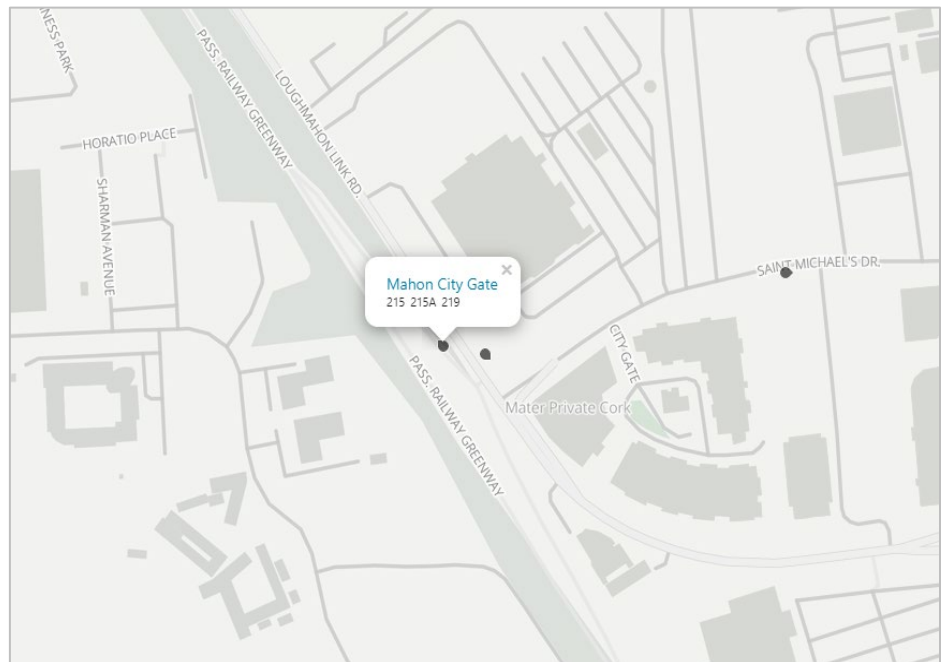 NESS PARK
PASS. RAILWAY GREENWAY
LOUGHMAHON LINK RD.
HORATIO PLACE
SHARMAN AVENUE
SAINT MICHAEL'S DR.
Mahon City Gate
215 215A 219
CITY GATE
PASS. RAILWAY GREENWAY
Mater Private Cork